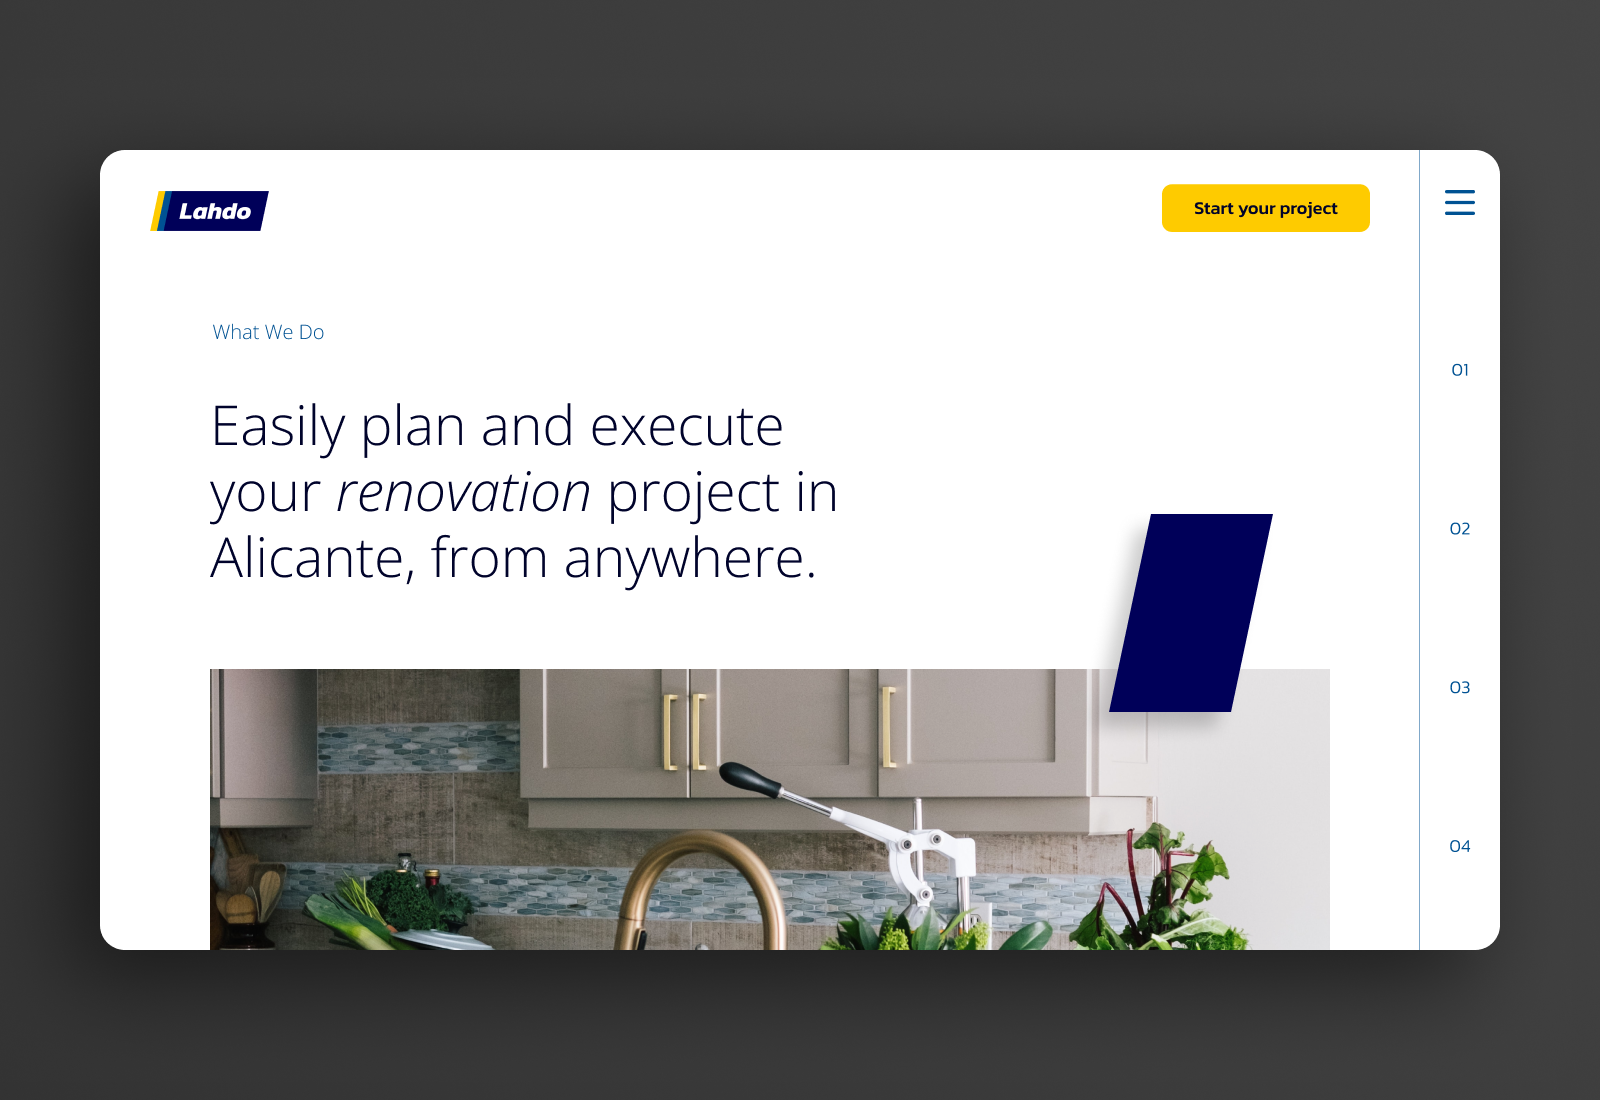 Lahdo
Start your project
What We Do
Easily plan and execute
your renovation project in
Alicante, from anywhere.
01
02
03
04